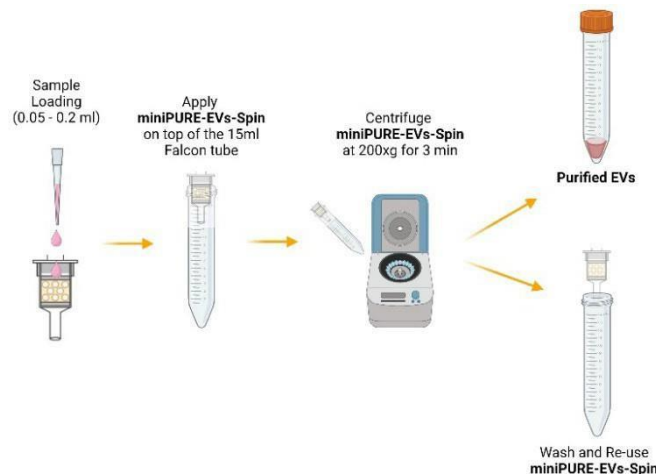 Sample
Loading
(0.05 - 0.2 ml)
Apply
miniPURE-EVs-Spin
on top of the 15ml
Falcon tube
Centrifuge
miniPURE-EVs-Spin
at 200xg for 3 min
Purified EVs
Wash and Re-use
miniPURE-EVs-Spin